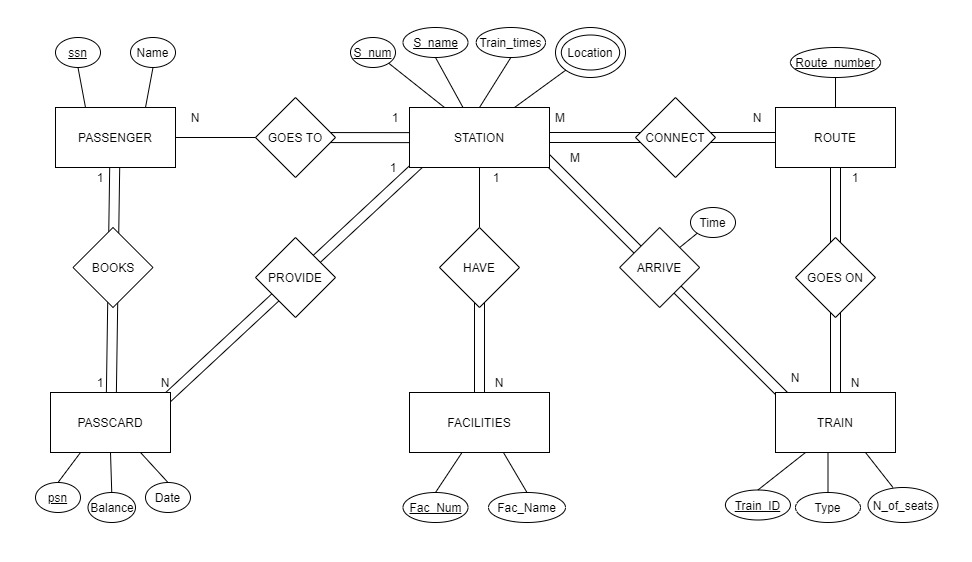 ssn
Name
S_num
S_name
Train_times
Location
Route_number
PASSENGER
N
GOES TO
1
STATION
M
CONNECT
N
ROUTE
1
1
1
M
1
Time
BOOKS
PROVIDE
HAVE
ARRIVE
GOES ON
1
N
N
N
N
PASSCARD
FACILITIES
TRAIN
psn
Balance
Date
Fac_Num
Fac_Name
Train_ID
Type
N_of_seats